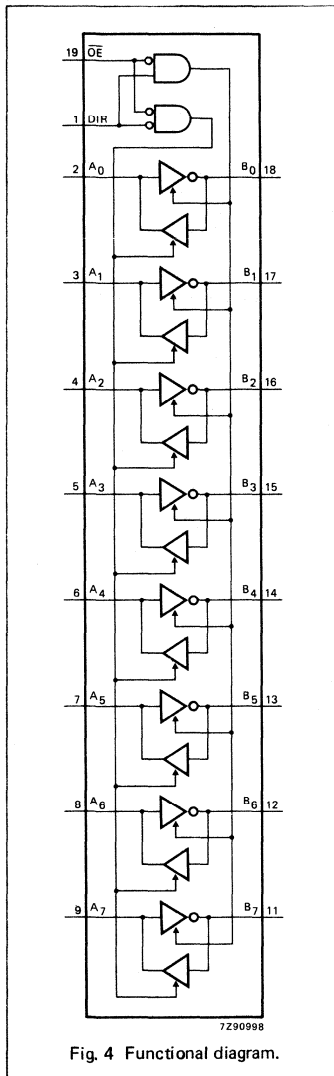 19 OE
1 DIR
2 A0 B0 18
3 A1 B1 17
4 A2 B2 16
5 A3 B3 15
6 A4 B4 14
7 A5 B5 13
8 A6 B6 12
9 A7 B7 11
7Z90998
Fig. 4 Functional diagram.